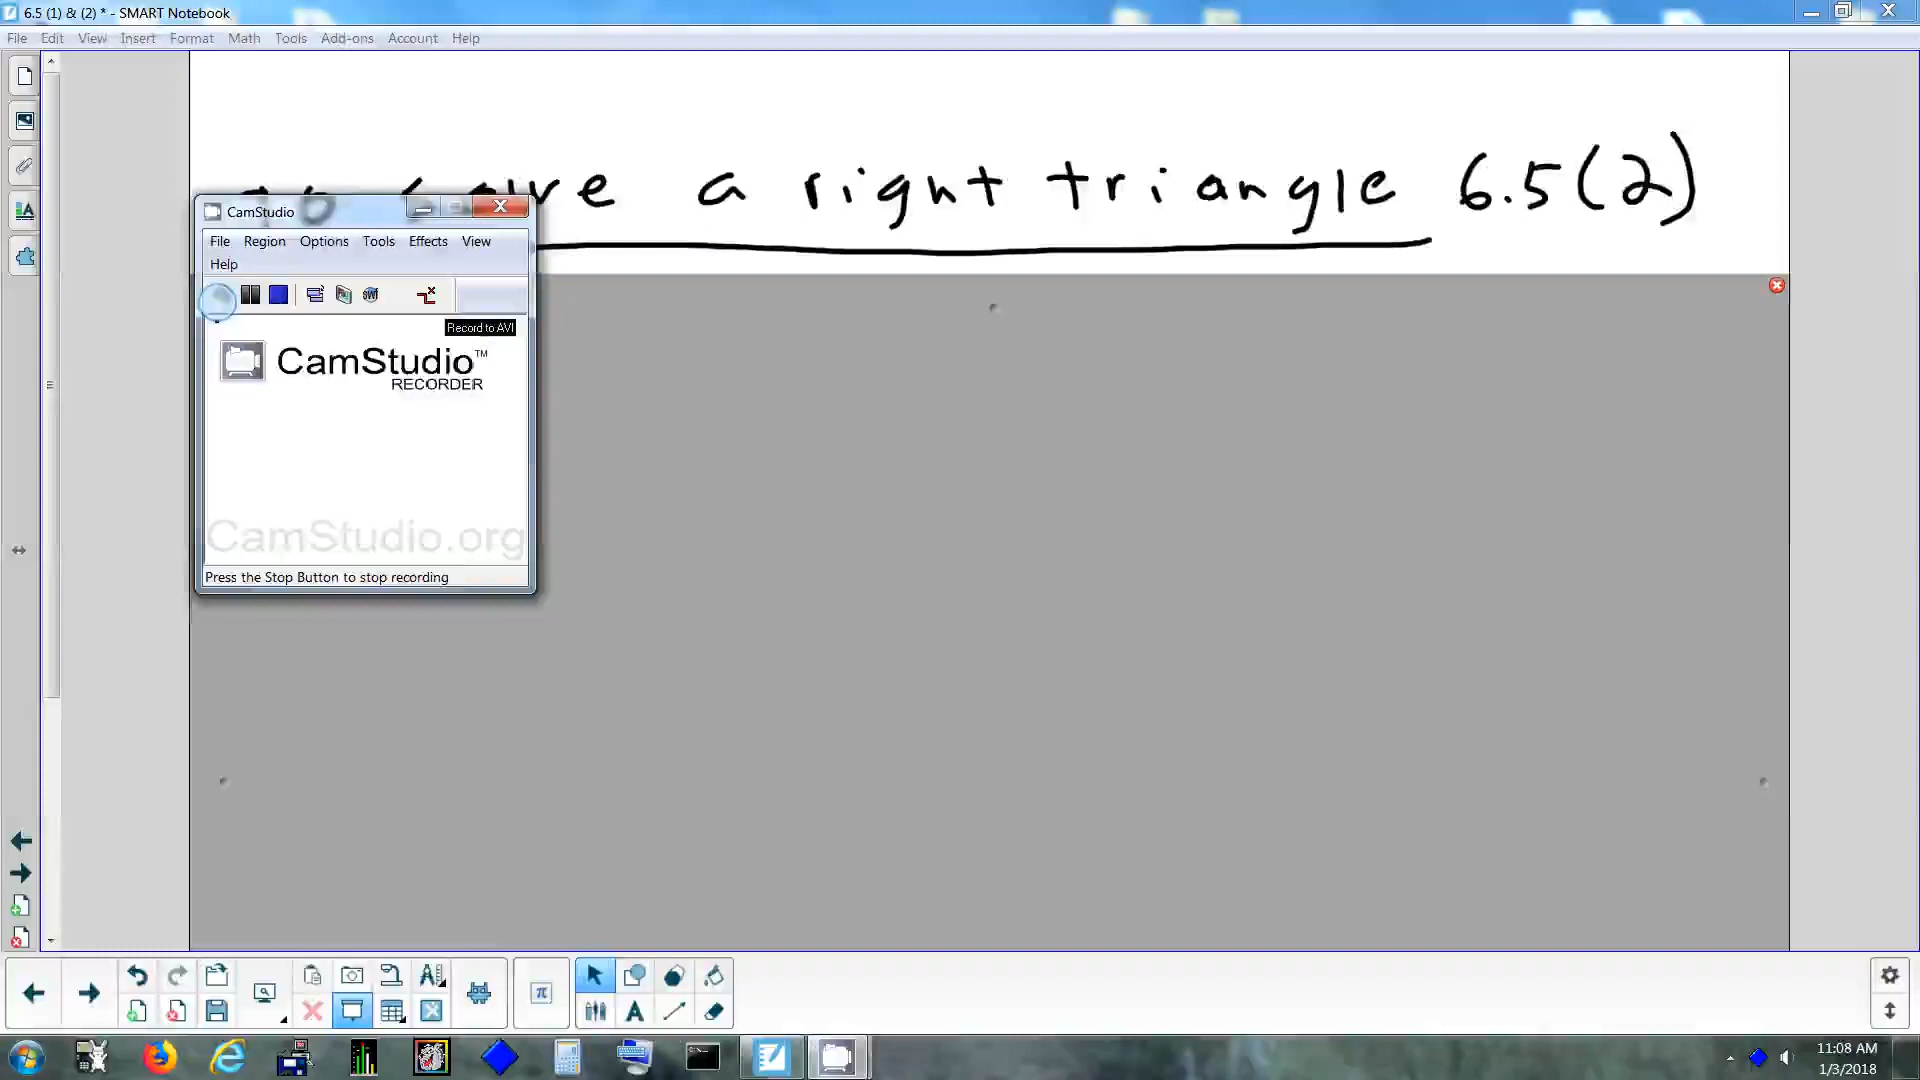 6.5 (1) & (2) * - SMART Notebook
File Edit View Insert Format Math Tools Add-ons Account Help
a right triangle 6.5(2)
CamStudio
File Region Options Tools Effects View
Help
Record to AVI
CamStudio™
RECORDER
CamStudio.org
Press the Stop Button to stop recording
11:08 AM
1/3/2018